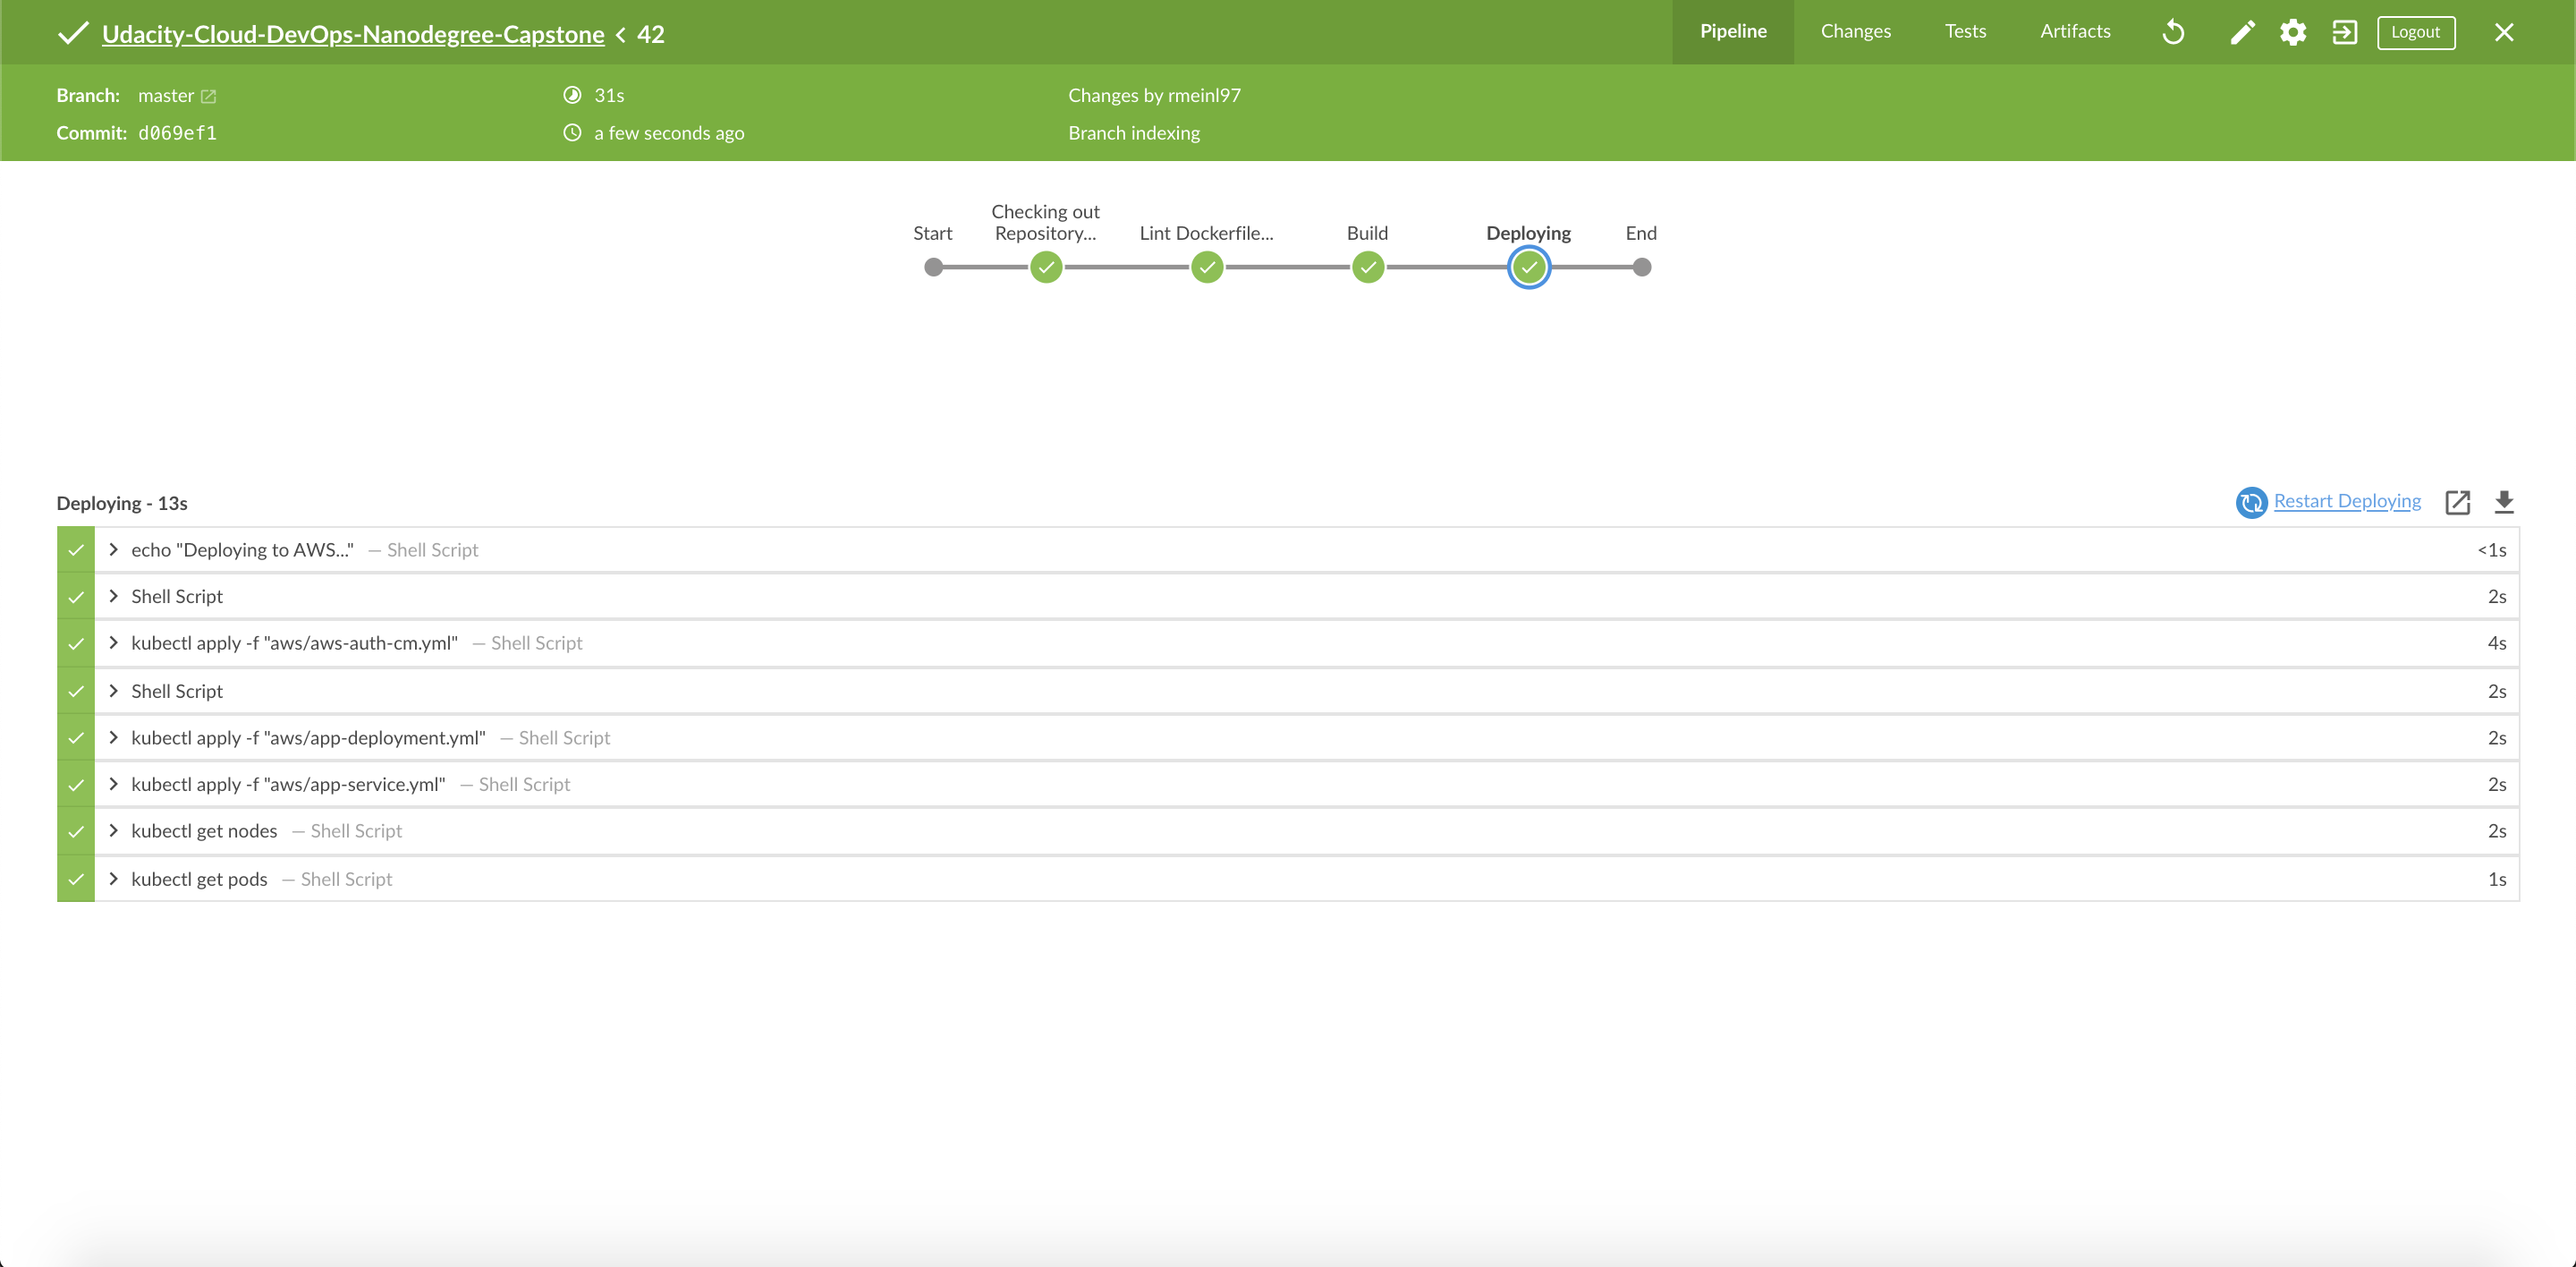 Udacity-Cloud-DevOps-Nanodegree-Capstone < 42
Pipeline Changes Tests Artifacts Logout
Branch: master 31s Changes by rmeinl97
Commit: d069ef1 a few seconds ago Branch indexing
Start Checking out Repository... Lint Dockerfile... Build Deploying End
Deploying - 13s Restart Deploying
echo "Deploying to AWS..." — Shell Script <1s
Shell Script 2s
kubectl apply -f "aws/aws-auth-cm.yml" — Shell Script 4s
Shell Script 2s
kubectl apply -f "aws/app-deployment.yml" — Shell Script 2s
kubectl apply -f "aws/app-service.yml" — Shell Script 2s
kubectl get nodes — Shell Script 2s
kubectl get pods — Shell Script 1s